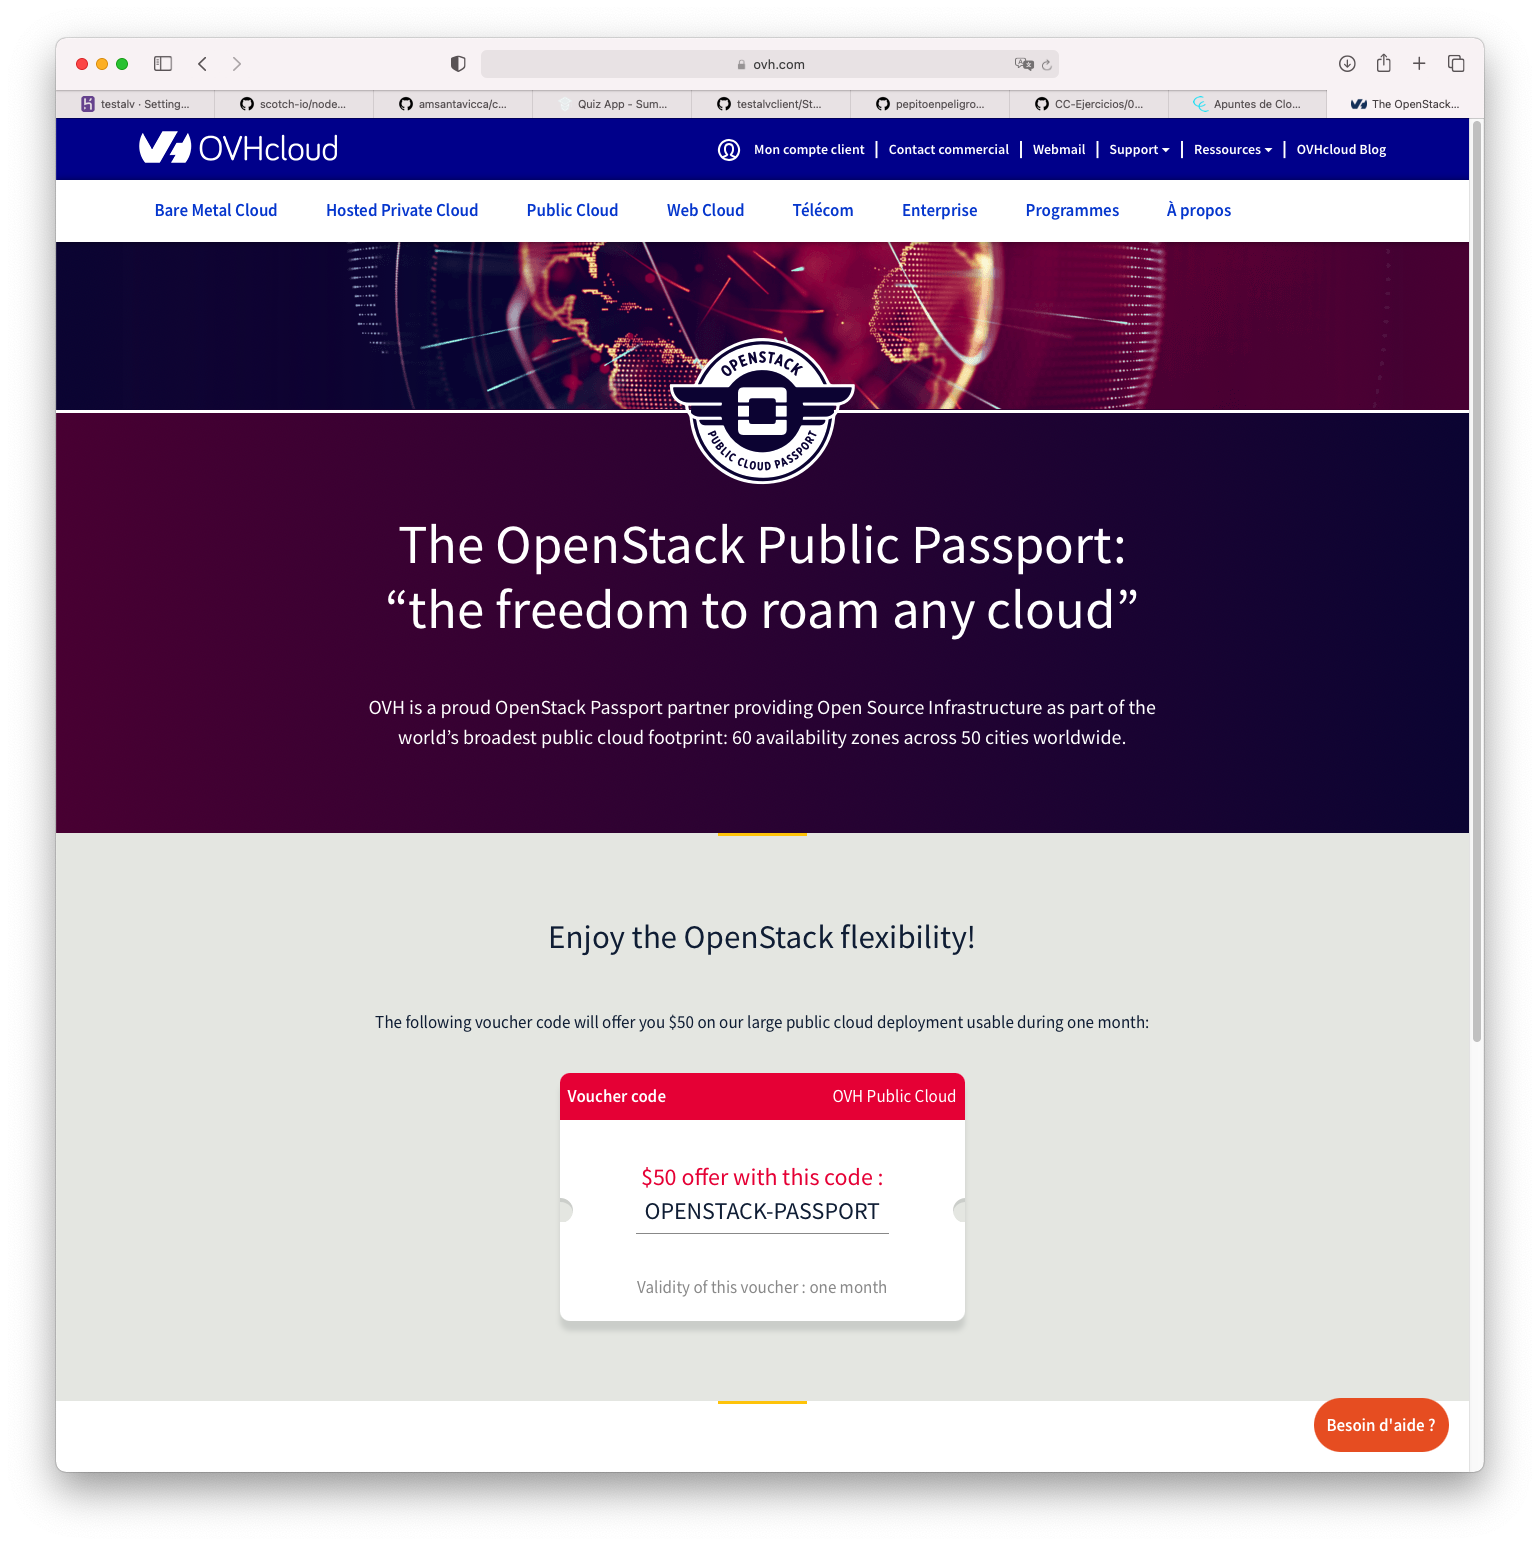 ovh.com
testalv · Setting...
scotch-io/node...
amsantavicca/c...
Quiz App - Sum...
testalvclient/St...
pepitoenpeligro...
CC-Ejercicios/0...
Apuntes de Clo...
The OpenStack...
OVHcloud
Mon compte client
Contact commercial
Webmail
Support
Ressources
OVHcloud Blog
Bare Metal Cloud
Hosted Private Cloud
Public Cloud
Web Cloud
Télécom
Enterprise
Programmes
À propos
OPENSTACK
PUBLIC CLOUD PASSPORT
The OpenStack Public Passport:
“the freedom to roam any cloud”
OVH is a proud OpenStack Passport partner providing Open Source Infrastructure as part of the
world’s broadest public cloud footprint: 60 availability zones across 50 cities worldwide.
Enjoy the OpenStack flexibility!
The following voucher code will offer you $50 on our large public cloud deployment usable during one month:
Voucher code
OVH Public Cloud
$50 offer with this code :
OPENSTACK-PASSPORT
Validity of this voucher : one month
Besoin d'aide ?